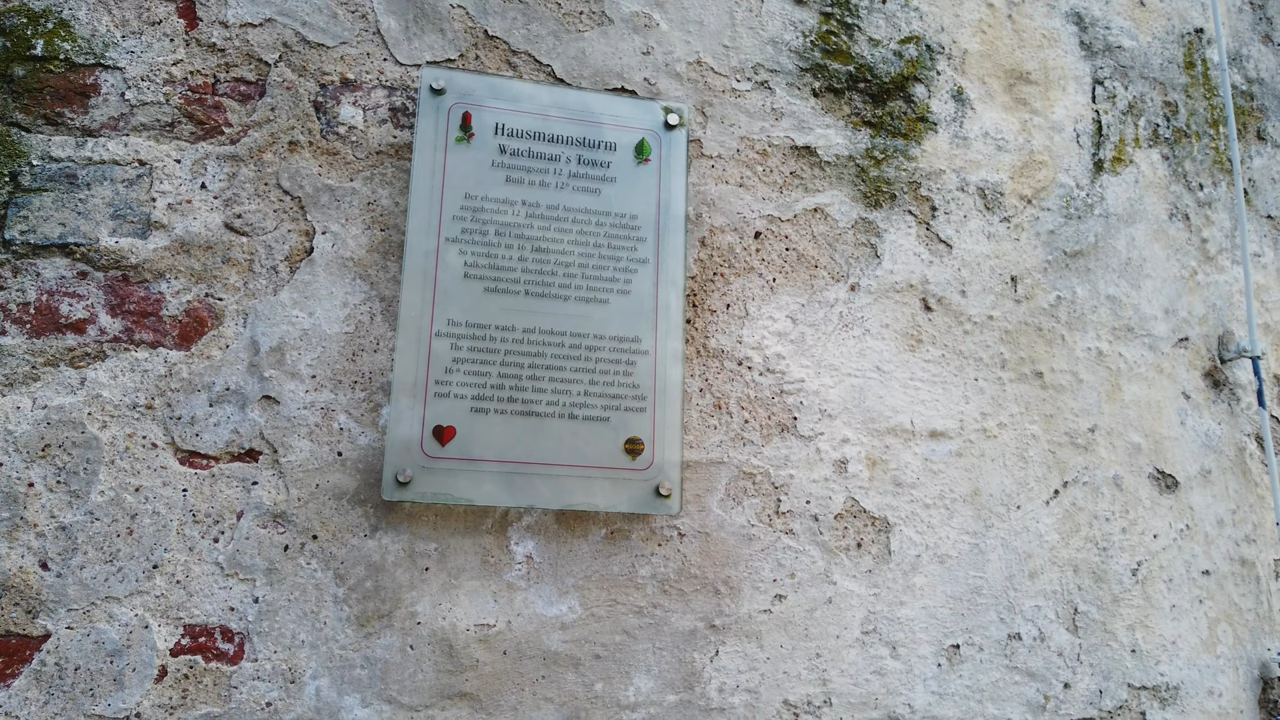 Hausmannsturm
Watchman`s Tower
Erbauungszeit 12. Jahrhundert
Built in the 12th century
Der ehemalige Wach- und Aussichtsturm war im
ausgehenden 12. Jahrhundert durch das sichtbare
rote Ziegelmauerwerk und einen oberen Zinnenkranz
geprägt. Bei Umbauarbeiten erhielt das Bauwerk
wahrscheinlich im 16. Jahrhundert seine heutige Gestalt.
So wurden u.a. die roten Ziegel mit einer weißen
Kalkschlämme überdeckt, eine Turmhaube im
Renaissancestil errichtet und im Inneren eine
stufenlose Wendelstiege eingebaut.
This former watch- and lookout tower was originally
distinguished by its red brickwork and upper crenelation.
The structure presumably received its present-day
appearance during alterations carried out in the
16th century. Among other measures, the red bricks
were covered with white lime slurry, a Renaissance-style
roof was added to the tower and a stepless spiral ascent
ramp was constructed in the interior.